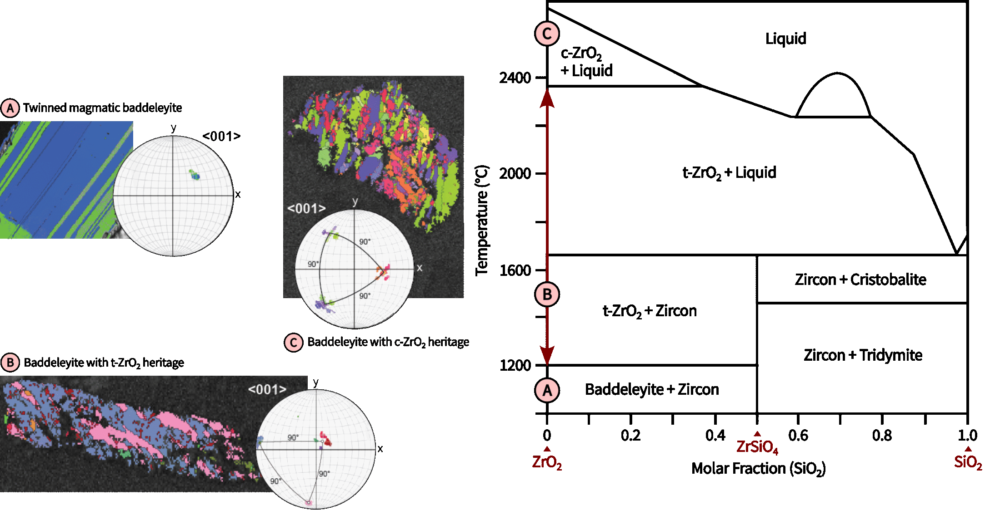 A Twinned magmatic baddeleyite
y
<001>
x
<001>
y
90°
90°
x
90°
C Baddeleyite with c-ZrO₂ heritage
B Baddeleyite with t-ZrO₂ heritage
<001>
y
90°
x
90°
90°
Temperature (°C)
2400
2000
1600
1200
C
B
A
Liquid
c-ZrO₂
+ Liquid
t-ZrO₂ + Liquid
Zircon + Cristobalite
t-ZrO₂ + Zircon
Zircon + Tridymite
Baddeleyite + Zircon
0 0.2 0.4 0.6 0.8 1.0
ZrO₂ ZrSiO₄ SiO₂
Molar Fraction (SiO₂)